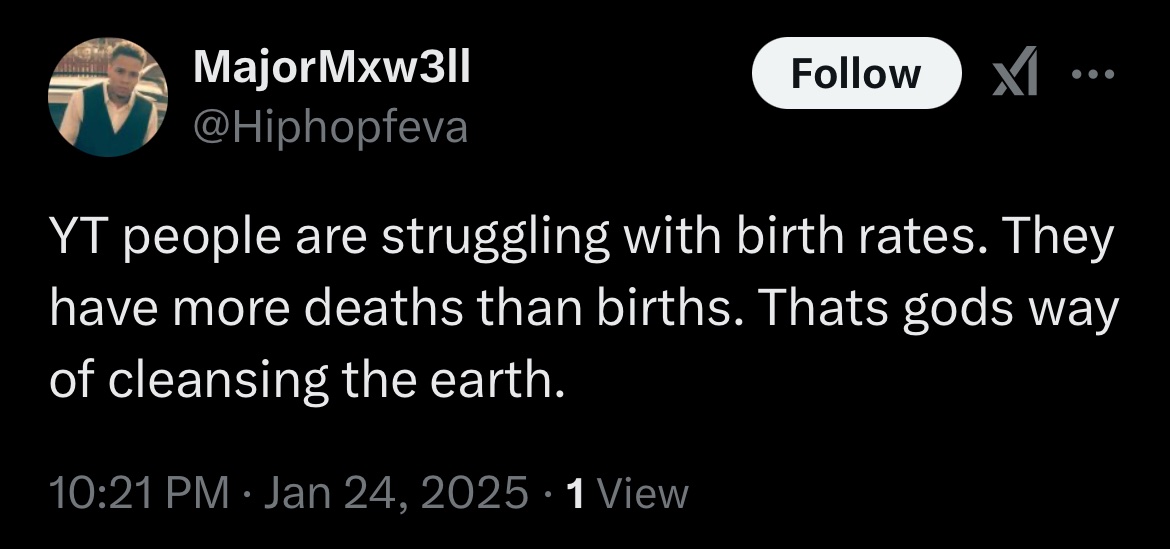 MajorMxw3ll
Follow
@Hiphopfeva
YT people are struggling with birth rates. They
have more deaths than births. Thats gods way
of cleansing the earth.
10:21 PM · Jan 24, 2025 · 1 View